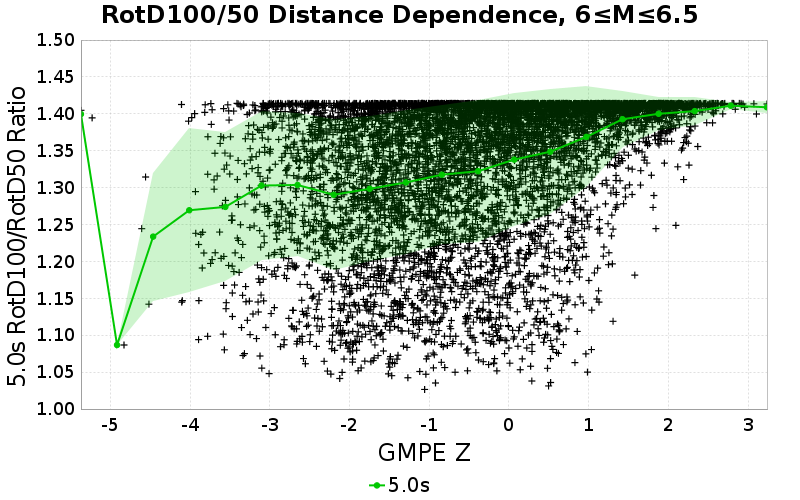 RotD100/50 Distance Dependence, 6≤M≤6.5
5.0s RotD100/RotD50 Ratio
1.50
1.45
1.40
1.35
1.30
1.25
1.20
1.15
1.10
1.05
1.00
-5 -4 -3 -2 -1 0 1 2 3
GMPE Z
5.0s